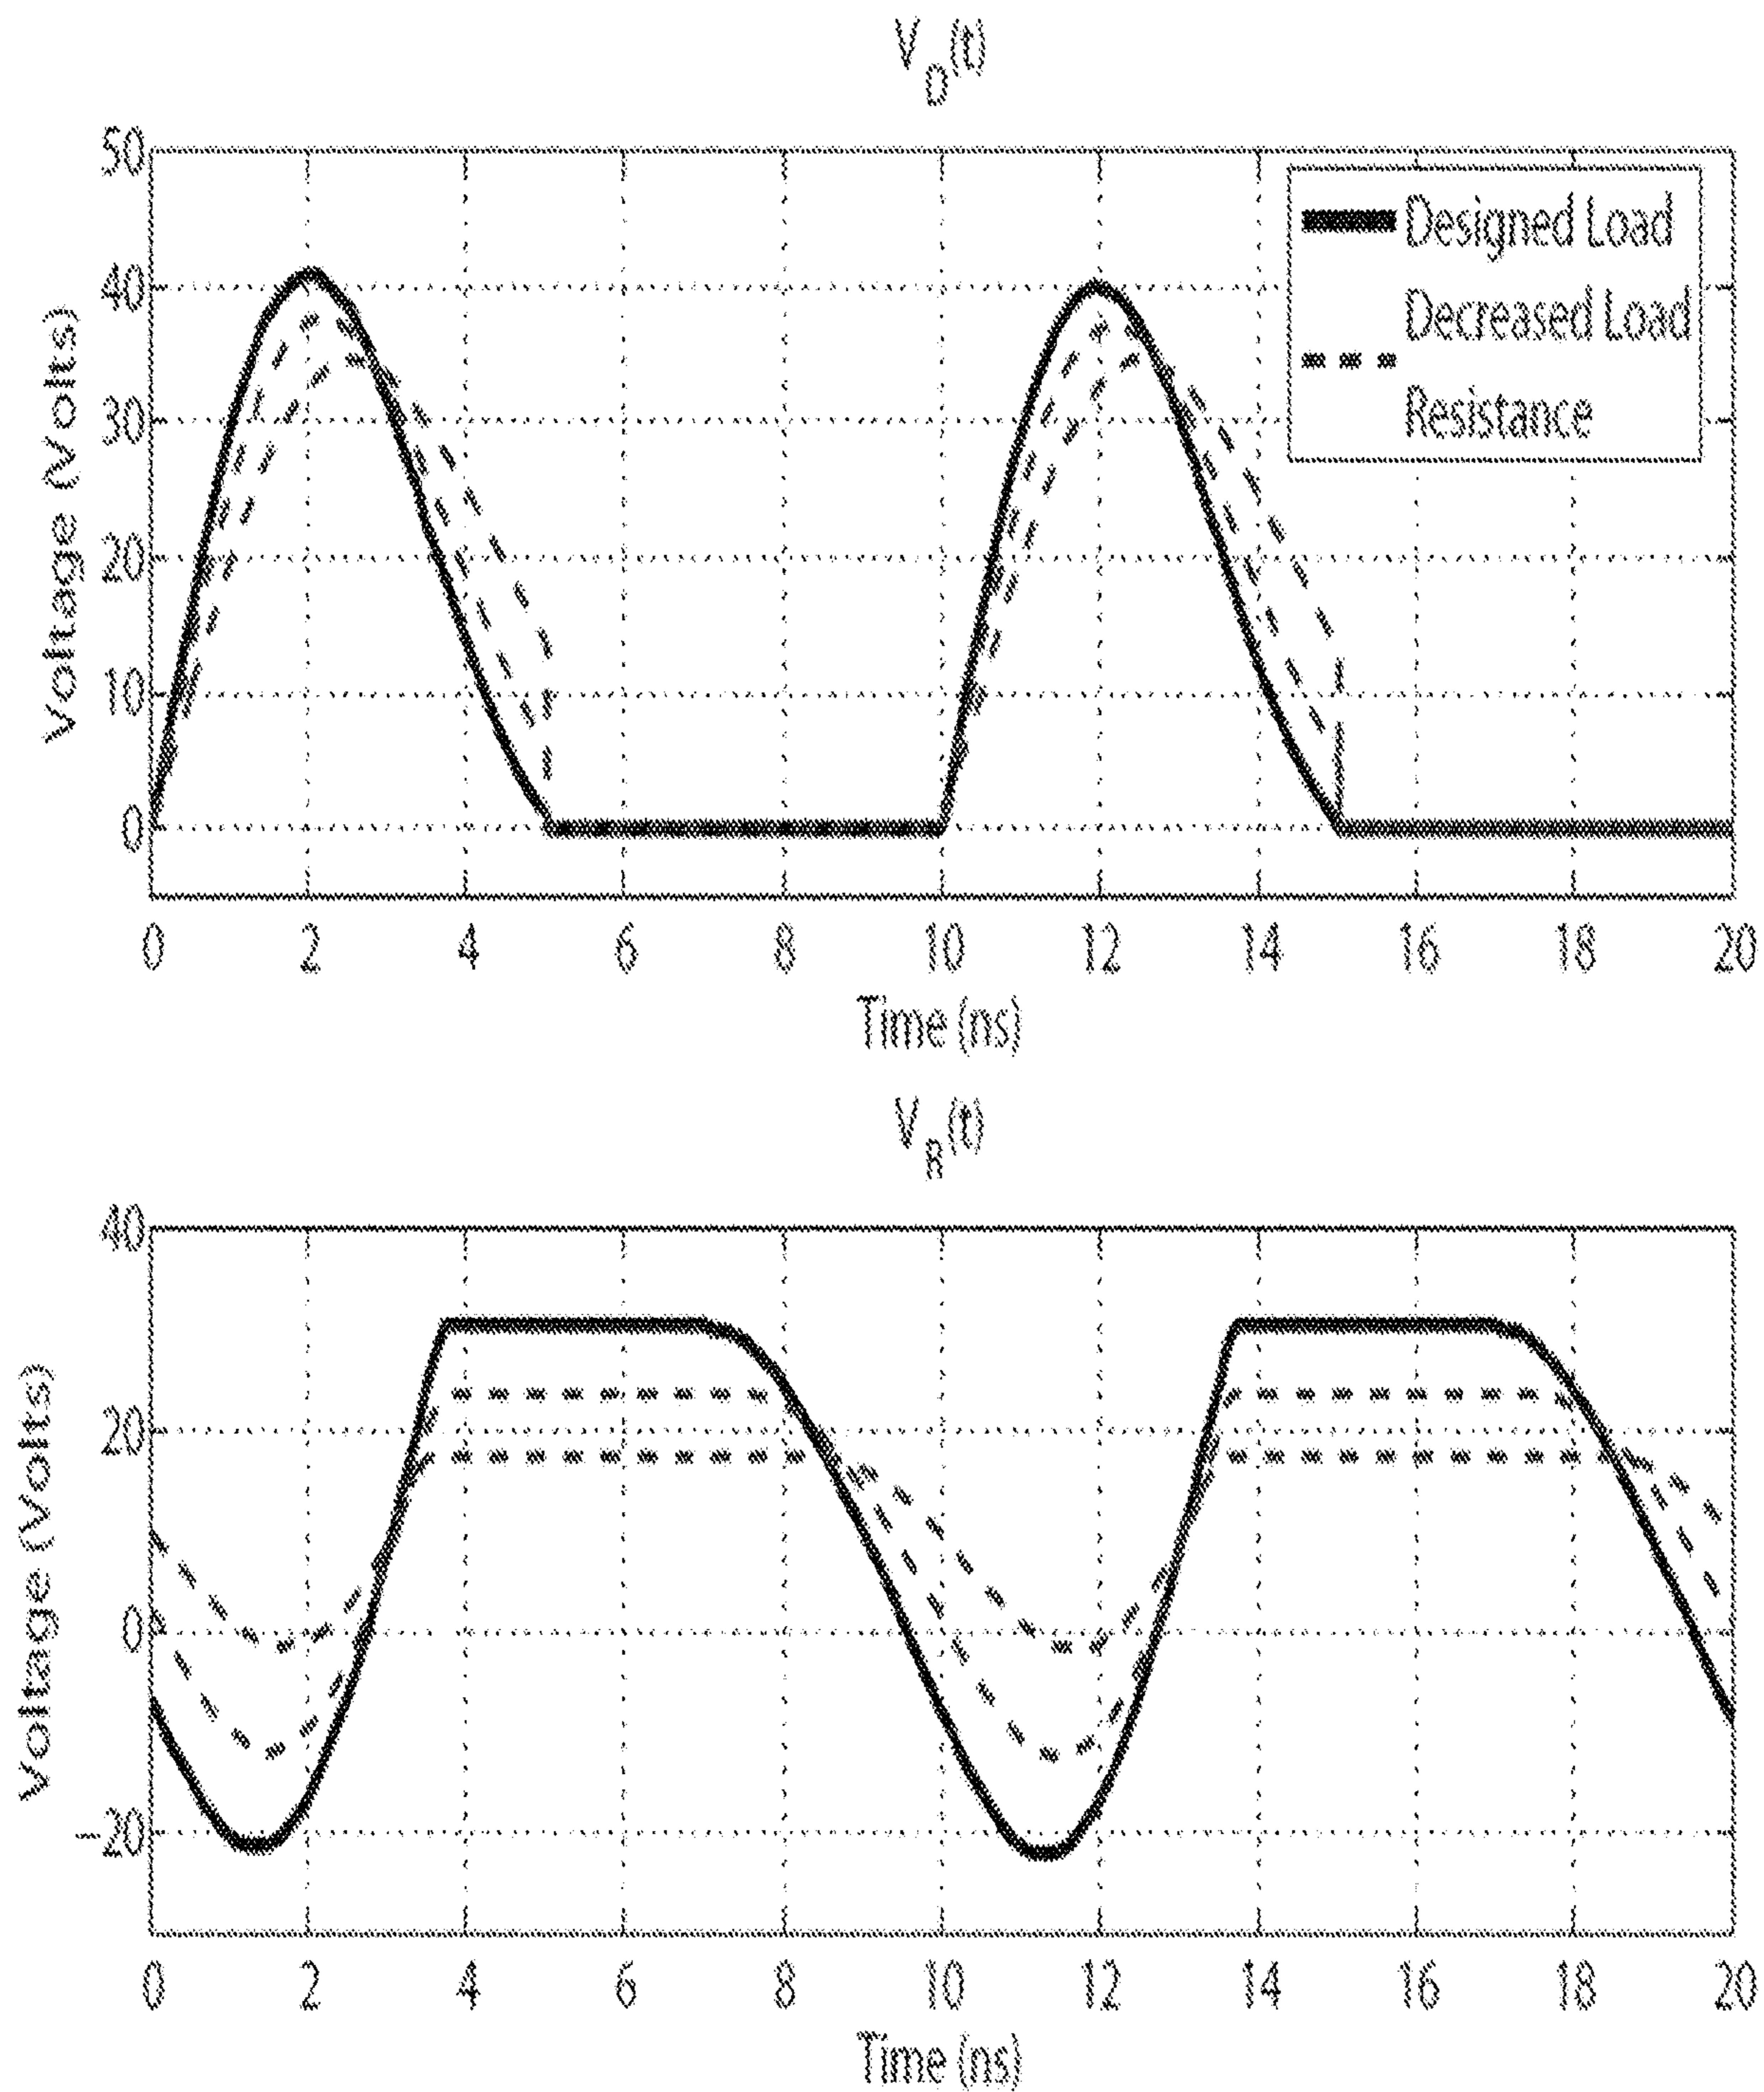 V_D(t)
50
40
30
20
10
0
Voltage (Volts)
Designed Load
Decreased Load
Resistance
0 2 4 6 8 10 12 14 16 18 20
Time (ns)
V_R(t)
40
20
0
-20
Voltage (Volts)
0 2 4 6 8 10 12 14 16 18 20
Time (ns)